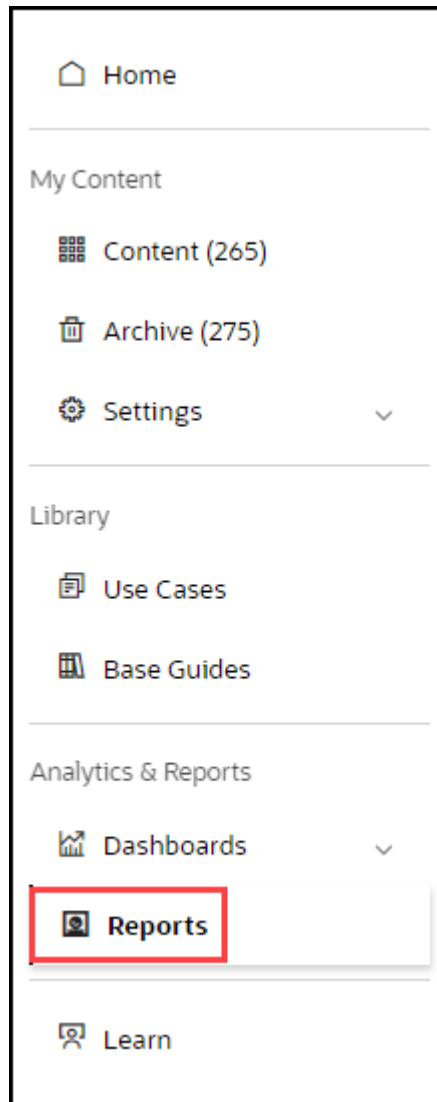 Home
My Content
Content (265)
Archive (275)
Settings
Library
Use Cases
Base Guides
Analytics & Reports
Dashboards
Reports
Learn